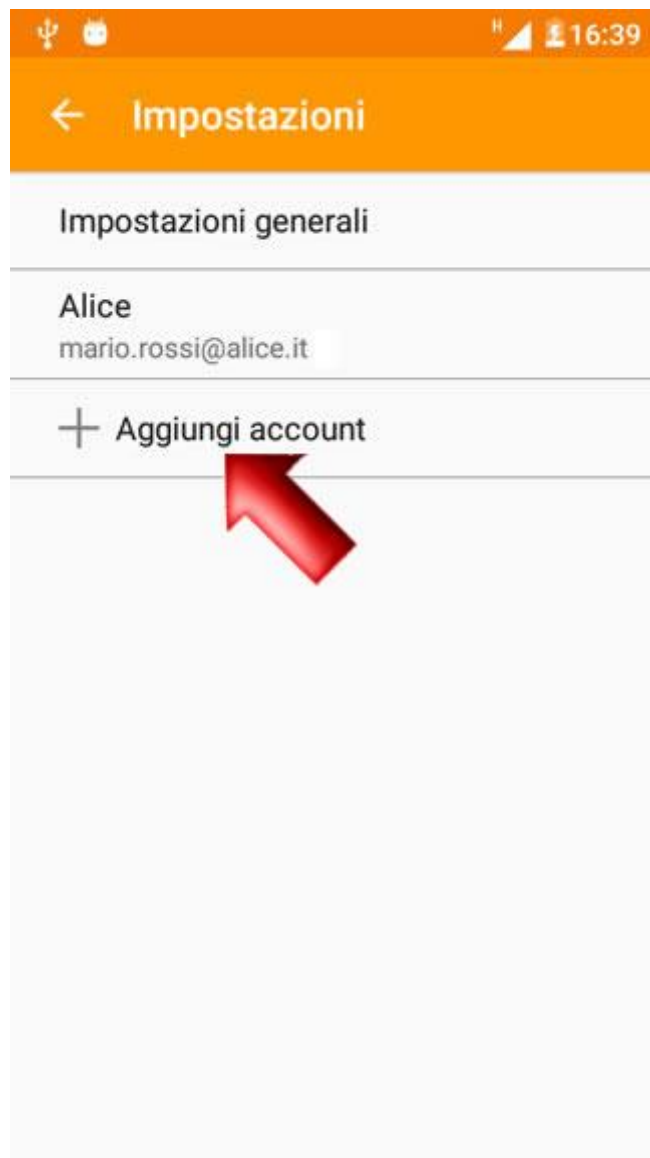 H 16:39
Impostazioni
Impostazioni generali
Alice
mario.rossi@alice.it
Aggiungi account